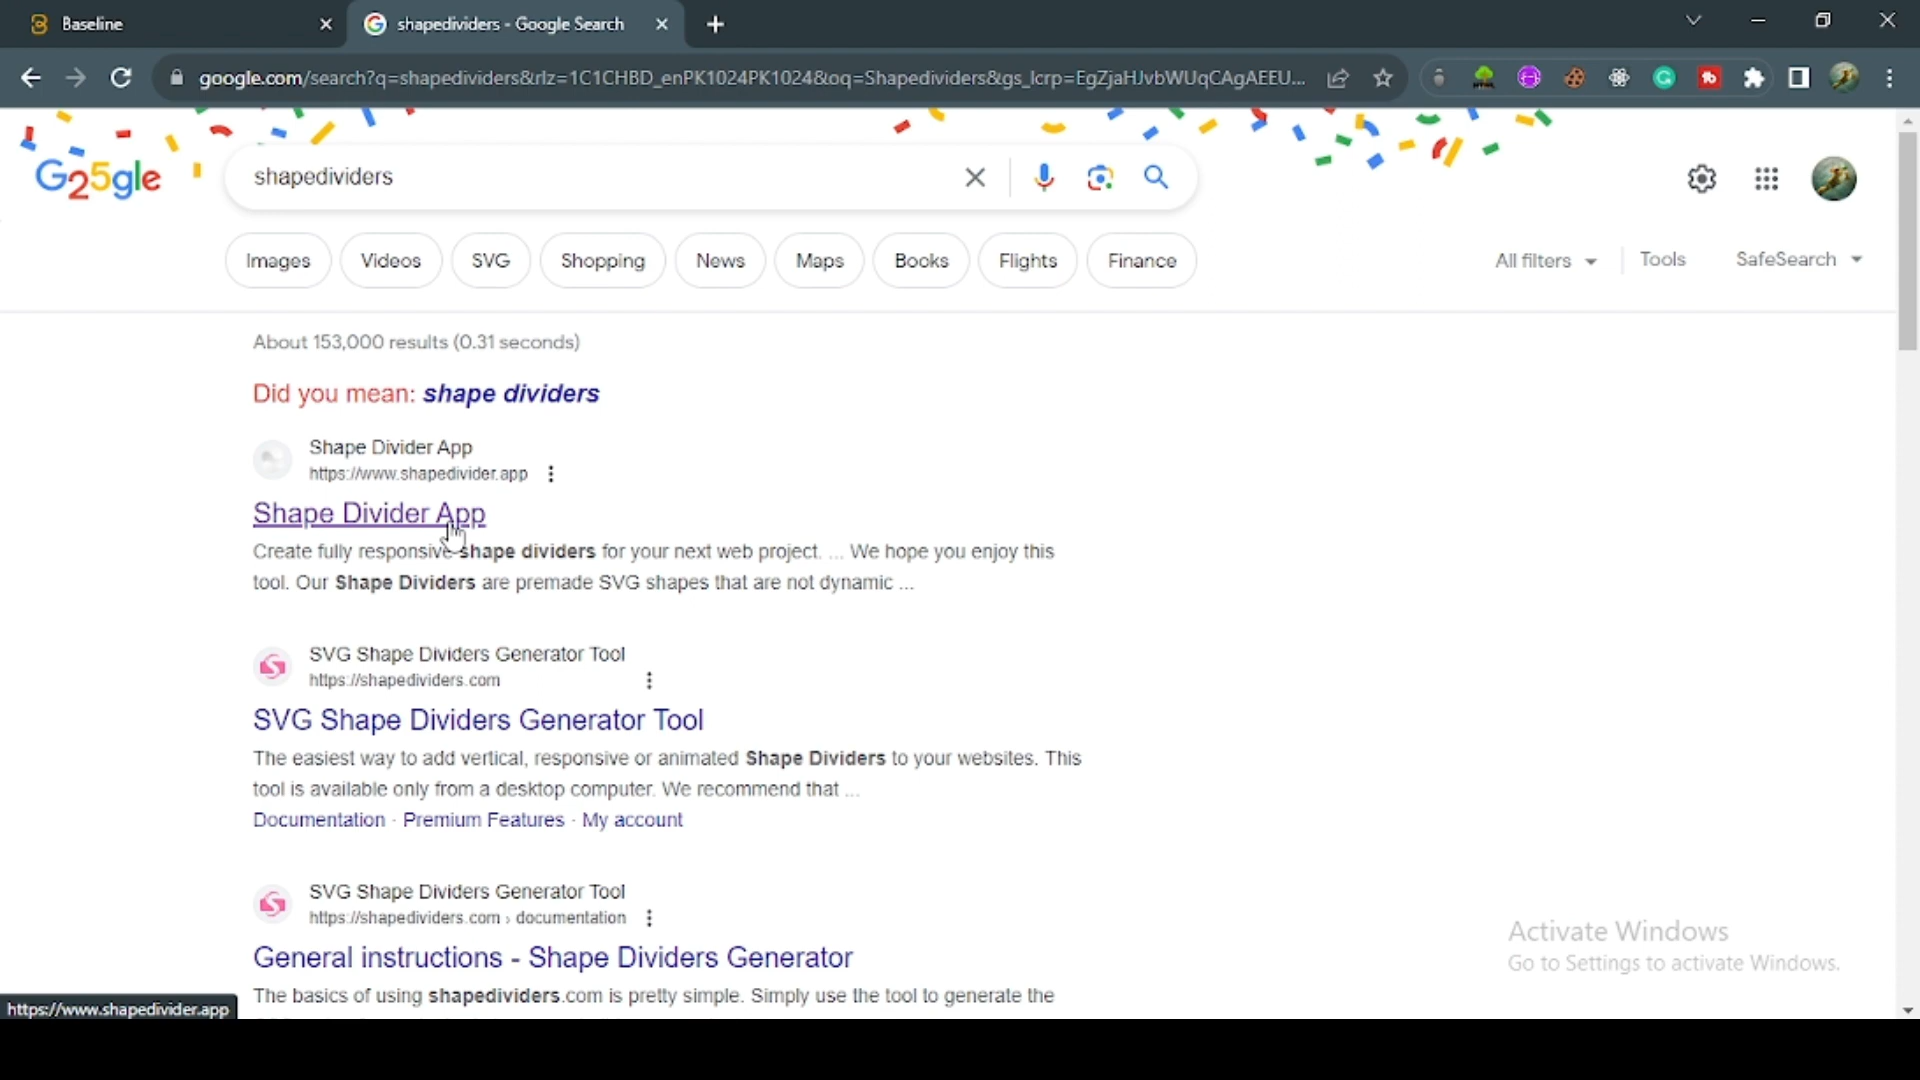 Baseline
shapedividers - Google Search
google.com/search?q=shapedividers&rlz=1C1CHBD_enPK1024PK1024&oq=Shapedividers&gs_lcrp=EgZjaHJvbWUqCAgAEEU...
G25gle
shapedividers
Images Videos SVG Shopping News Maps Books Flights Finance
All filters Tools SafeSearch
About 153,000 results (0.31 seconds)
Did you mean: shape dividers
Shape Divider App
https://www.shapedivider.app
Shape Divider App
Create fully responsive shape dividers for your next web project. ... We hope you enjoy this
tool. Our Shape Dividers are premade SVG shapes that are not dynamic ...
SVG Shape Dividers Generator Tool
https://shapedividers.com
SVG Shape Dividers Generator Tool
The easiest way to add vertical, responsive or animated Shape Dividers to your websites. This
tool is available only from a desktop computer. We recommend that ...
Documentation · Premium Features · My account
SVG Shape Dividers Generator Tool
https://shapedividers.com › documentation
General instructions - Shape Dividers Generator
The basics of using shapedividers.com is pretty simple. Simply use the tool to generate the
Activate Windows
Go to Settings to activate Windows.
https://www.shapedivider.app